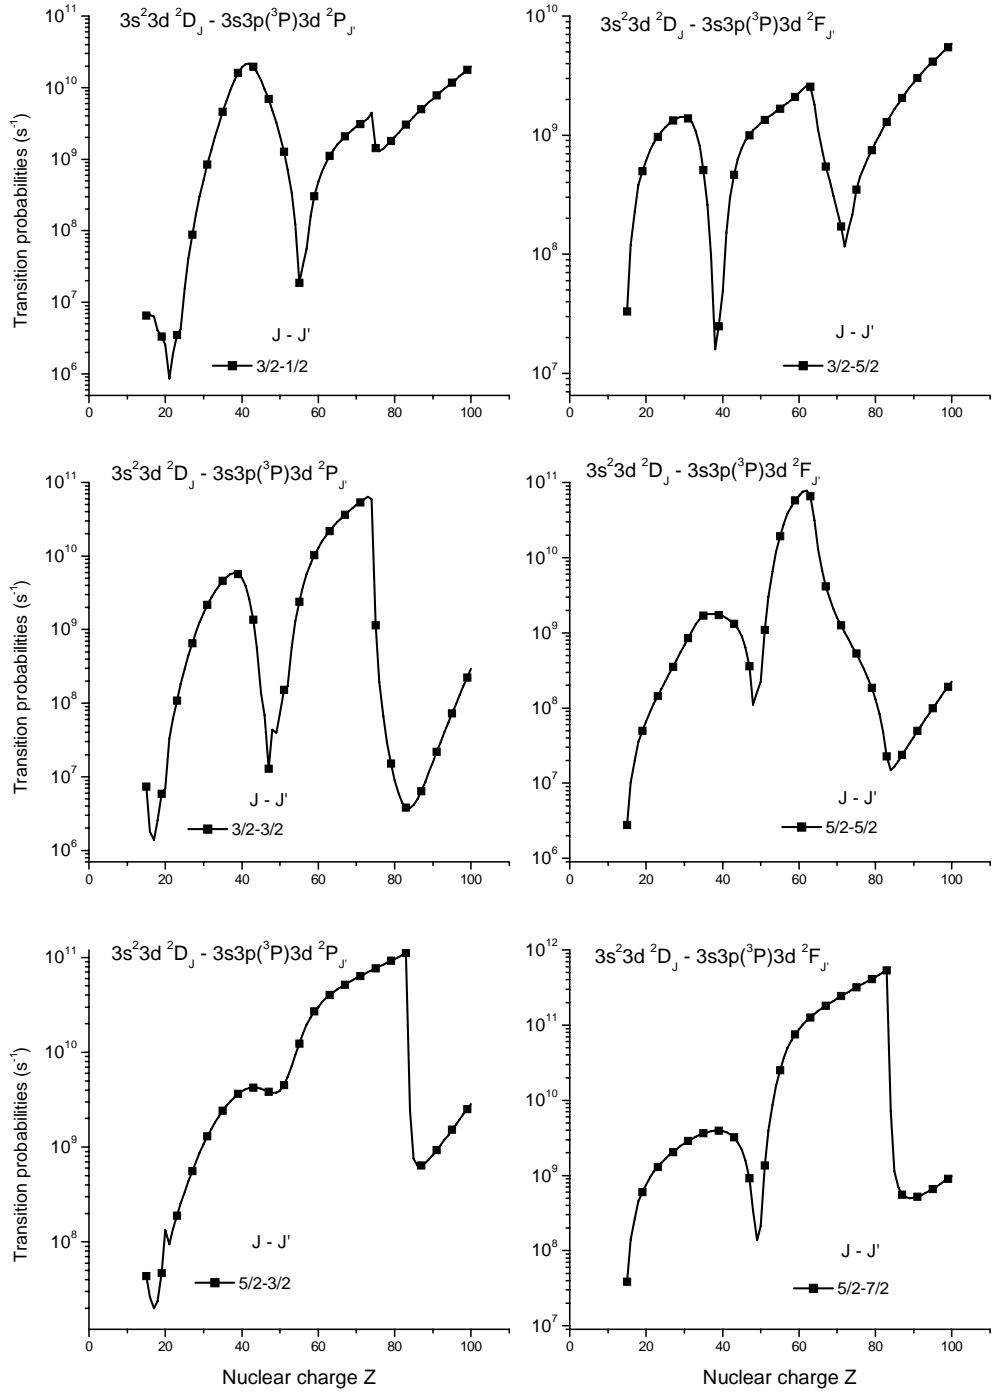 3s²3d ²D_J - 3s3p(³P)3d ²P_J'
Transition probabilities (s⁻¹)
10¹¹
10¹⁰
10⁹
10⁸
10⁷
10⁶
J - J'
3/2-1/2
0 20 40 60 80 100
3s²3d ²D_J - 3s3p(³P)3d ²F_J'
10¹⁰
10⁹
10⁸
10⁷
J - J'
3/2-5/2
0 20 40 60 80 100
3s²3d ²D_J - 3s3p(³P)3d ²P_J'
Transition probabilities (s⁻¹)
10¹¹
10¹⁰
10⁹
10⁸
10⁷
10⁶
J - J'
3/2-3/2
0 20 40 60 80 100
3s²3d ²D_J - 3s3p(³P)3d ²F_J'
10¹¹
10¹⁰
10⁹
10⁸
10⁷
10⁶
J - J'
5/2-5/2
0 20 40 60 80 100
3s²3d ²D_J - 3s3p(³P)3d ²P_J'
Transition probabilities (s⁻¹)
10¹¹
10¹⁰
10⁹
10⁸
J - J'
5/2-3/2
0 20 40 60 80 100
Nuclear charge Z
3s²3d ²D_J - 3s3p(³P)3d ²F_J'
10¹²
10¹¹
10¹⁰
10⁹
10⁸
10⁷
J - J'
5/2-7/2
0 20 40 60 80 100
Nuclear charge Z